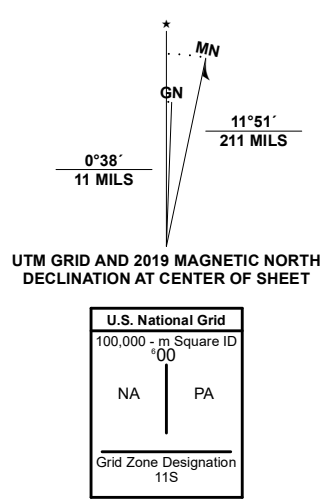 ★
MN
GN
11°51´
211 MILS
0°38´
11 MILS
UTM GRID AND 2019 MAGNETIC NORTH
DECLINATION AT CENTER OF SHEET
U.S. National Grid
100,000 - m Square ID
⁶00
NA PA
Grid Zone Designation
11S